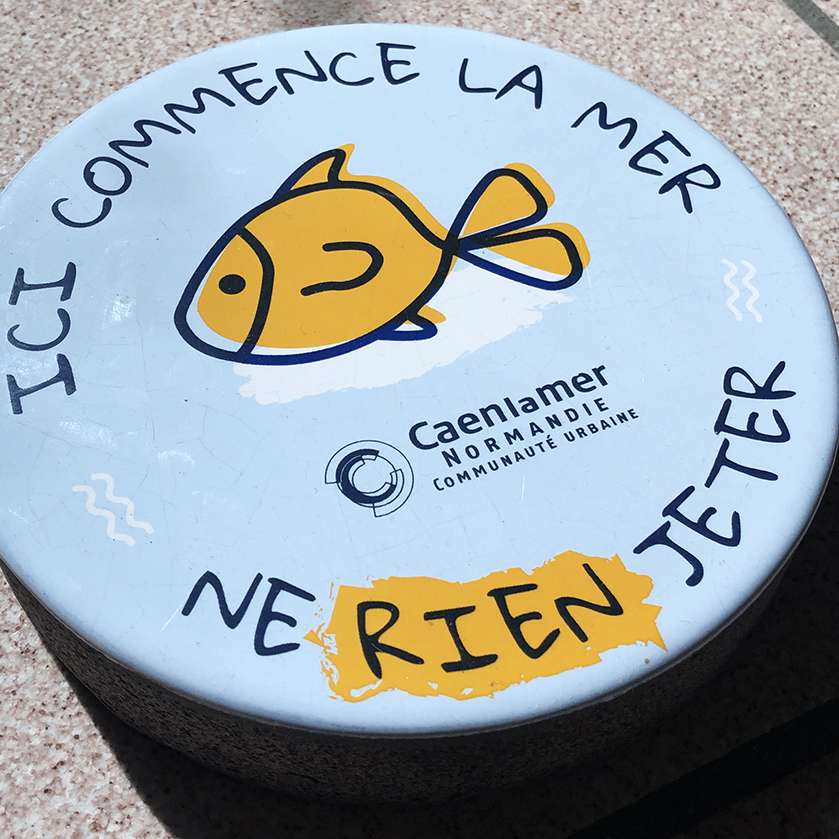 ICI COMMENCE LA MER
Caenlamer
NORMANDIE
COMMUNAUTÉ URBAINE
NE RIEN JETER